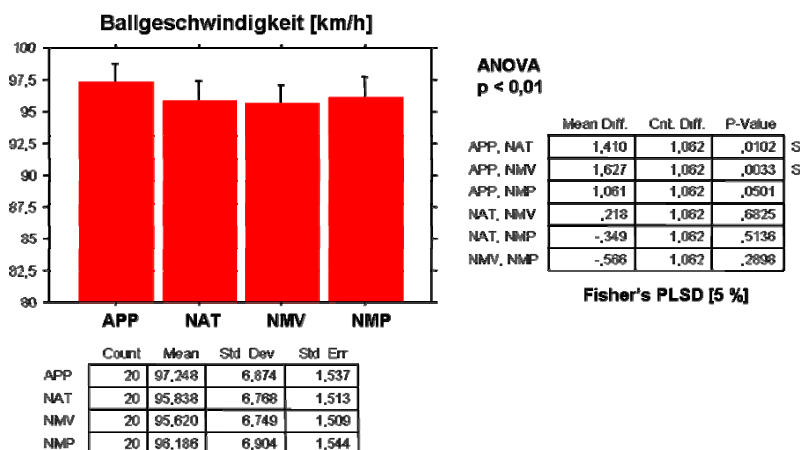 Ballgeschwindigkeit [km/h]
100
97,5
95
92,5
90
87,5
85
82,5
80
APP NAT NMV NMP
ANOVA
p < 0,01
Mean Diff. Crit. Diff. P-Value
APP, NAT 1,410 1,062 ,0102 S
APP, NMV 1,627 1,062 ,0033 S
APP, NMP 1,061 1,062 ,0501
NAT, NMV ,218 1,062 ,6825
NAT, NMP -,349 1,062 ,5136
NMV, NMP -,566 1,062 ,2898
Fisher's PLSD [5 %]
Count Mean Std Dev Std Err
APP 20 97,248 6,874 1,537
NAT 20 95,838 6,768 1,513
NMV 20 95,620 6,749 1,509
NMP 20 96,186 6,904 1,544